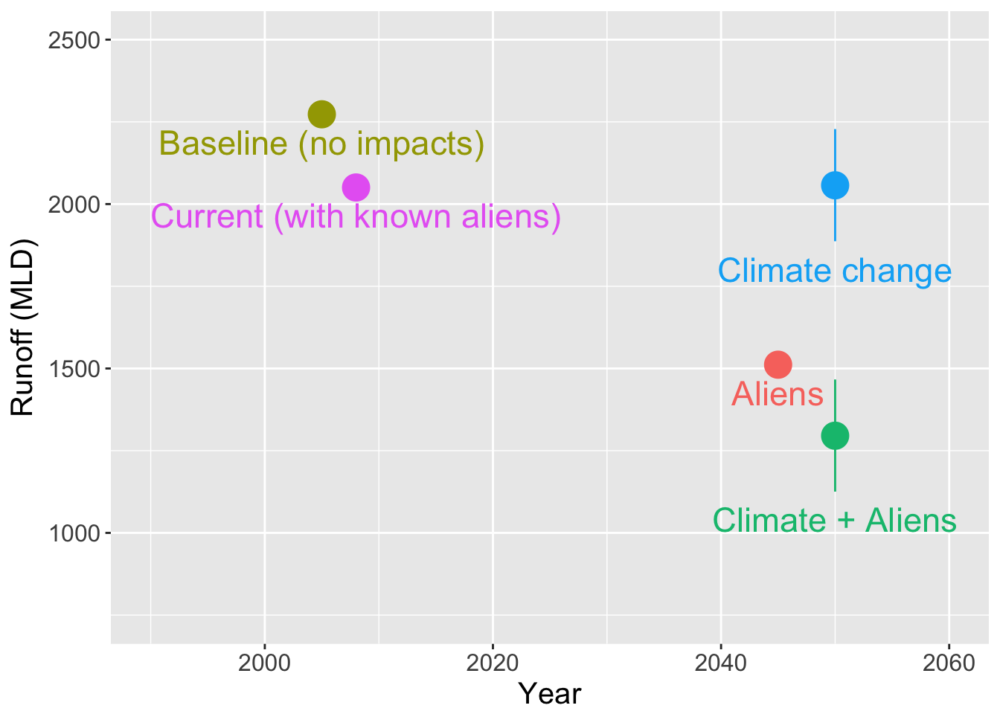 2500
Baseline (no impacts)
2000
Current (with known aliens)
Climate change
1500
Aliens
Climate + Aliens
1000
Runoff (MLD)
2000
2020
2040
2060
Year